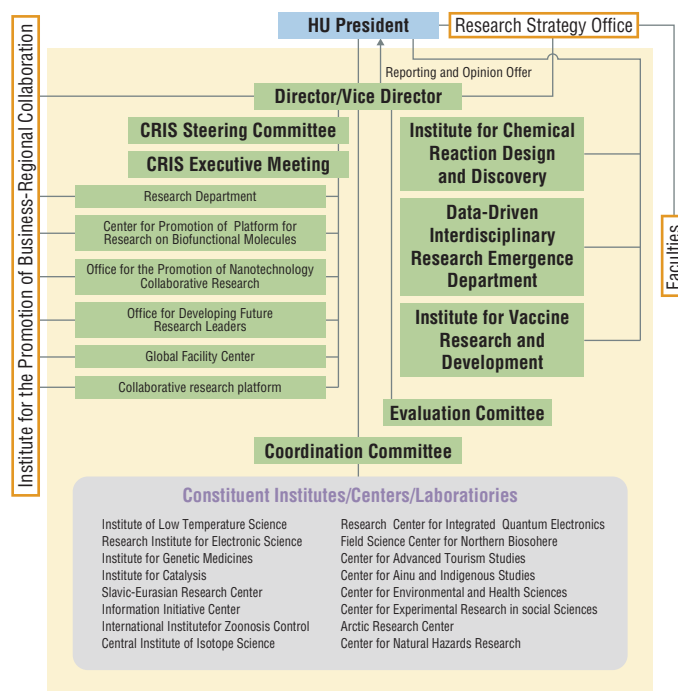 HU President
Research Strategy Office
Reporting and Opinion Offer
Institute for the Promotion of Business-Regional Collaboration
Faculties
Director/Vice Director
CRIS Steering Committee
CRIS Executive Meeting
Research Department
Center for Promotion of Platform for
Research on Biofunctional Molecules
Office for the Promotion of Nanotechnology
Collaborative Research
Office for Developing Future
Research Leaders
Global Facility Center
Collaborative research platform
Institute for Chemical
Reaction Design
and Discovery
Data-Driven
Interdisciplinary
Research Emergence
Department
Institute for Vaccine
Research and
Development
Evaluation Comittee
Coordination Committee
Constituent Institutes/Centers/Laboratiories
Institute of Low Temperature Science
Research Institute for Electronic Science
Institute for Genetic Medicines
Institute for Catalysis
Slavic-Eurasian Research Center
Information Initiative Center
International Institutefor Zoonosis Control
Central Institute of Isotope Science
Research Center for Integrated Quantum Electronics
Field Science Center for Northern Biosohere
Center for Advanced Tourism Studies
Center for Ainu and Indigenous Studies
Center for Environmental and Health Sciences
Center for Experimental Research in social Sciences
Arctic Research Center
Center for Natural Hazards Research